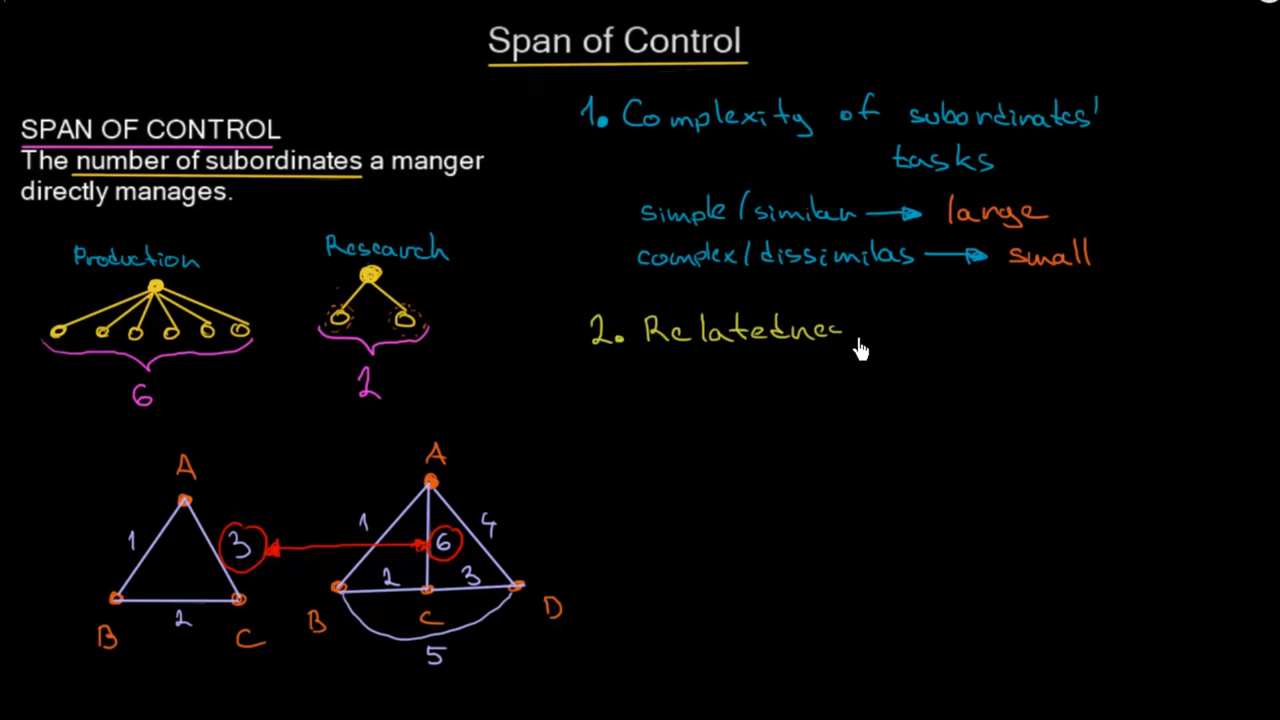 Span of Control
SPAN OF CONTROL
The number of subordinates a manger
directly manages.
Production
Research
6
2
A
1
3
2
B
C
A
1
4
6
2
3
B
C
D
5
1. Complexity of subordinates'
tasks
simple/similar → large
complex/dissimilas → small
2. Relatednes